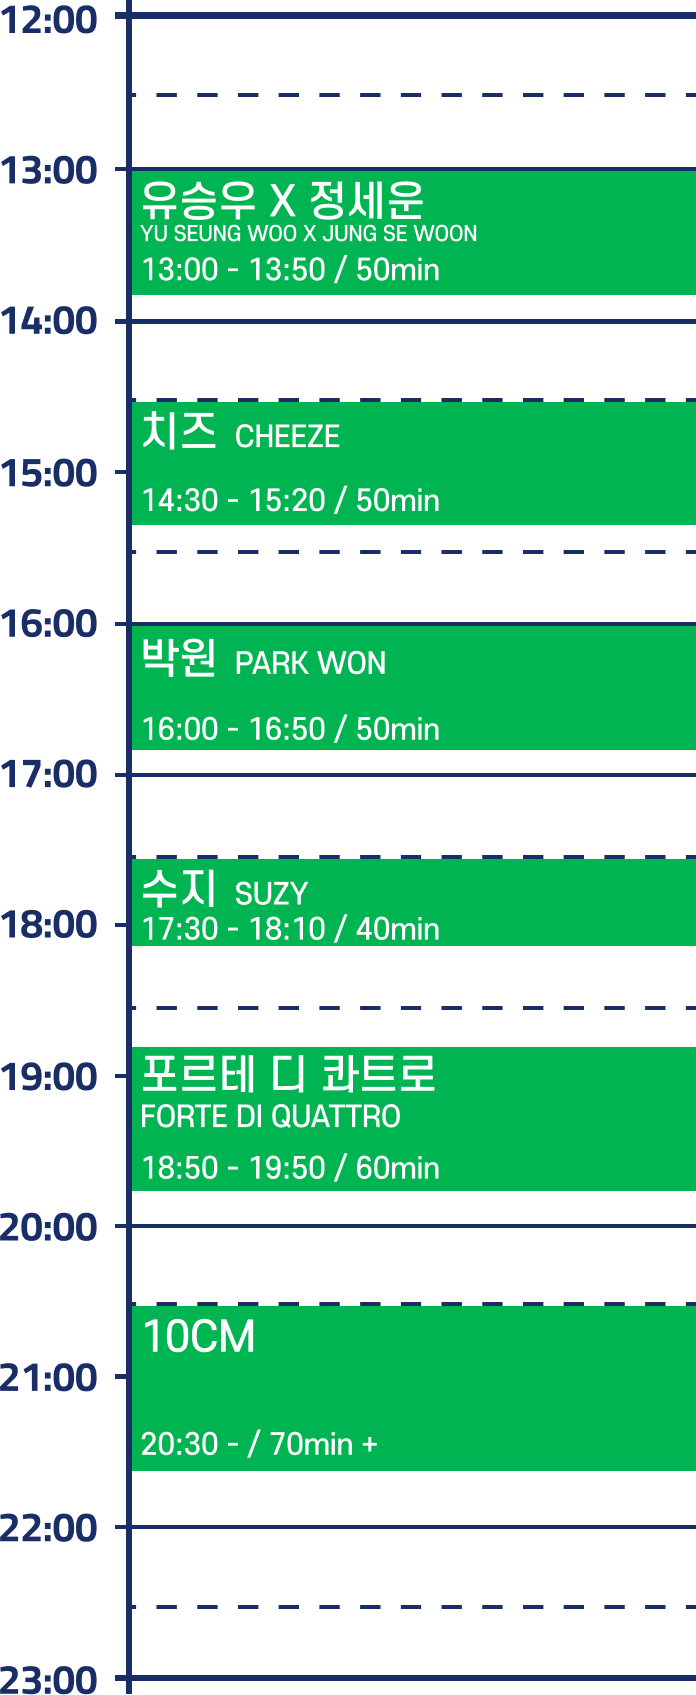 12:00
13:00
유승우 X 정세운
YU SEUNG WOO X JUNG SE WOON
13:00 - 13:50 / 50min
14:00
치즈 CHEEZE
15:00
14:30 - 15:20 / 50min
16:00
박원 PARK WON
16:00 - 16:50 / 50min
17:00
수지 SUZY
18:00
17:30 - 18:10 / 40min
19:00
포르테 디 콰트로
FORTE DI QUATTRO
18:50 - 19:50 / 60min
20:00
10CM
21:00
20:30 - / 70min +
22:00
23:00